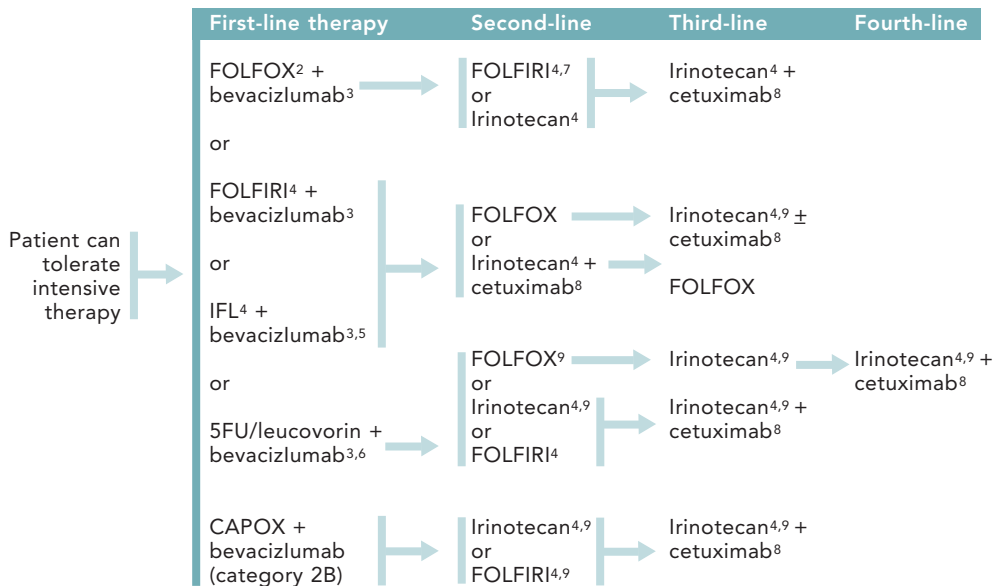 First-line therapy
Second-line
Third-line
Fourth-line
Patient can
tolerate
intensive
therapy
FOLFOX² +
bevacizlumab³
or
FOLFIRI⁴ +
bevacizlumab³
or
IFL⁴ +
bevacizlumab³,⁵
or
5FU/leucovorin +
bevacizlumab³,⁶
CAPOX +
bevacizlumab
(category 2B)
FOLFIRI⁴,⁷
or
Irinotecan⁴
FOLFOX
or
Irinotecan⁴ +
cetuximab⁸
FOLFOX⁹
or
Irinotecan⁴,⁹
or
FOLFIRI⁴
Irinotecan⁴,⁹
or
FOLFIRI⁴,⁹
Irinotecan⁴ +
cetuximab⁸
Irinotecan⁴,⁹ ±
cetuximab⁸
FOLFOX
Irinotecan⁴,⁹
Irinotecan⁴,⁹ +
cetuximab⁸
Irinotecan⁴,⁹ +
cetuximab⁸
Irinotecan⁴,⁹ +
cetuximab⁸